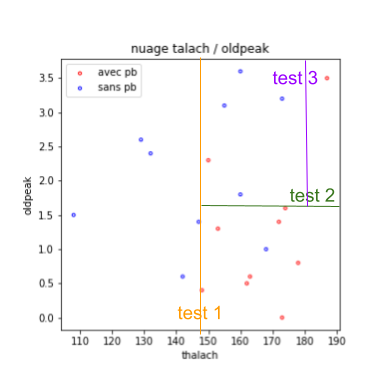 nuage talach / oldpeak
avec pb
sans pb
test 3
test 2
test 1
oldpeak
3.5
3.0
2.5
2.0
1.5
1.0
0.5
0.0
110 120 130 140 150 160 170 180 190
thalach